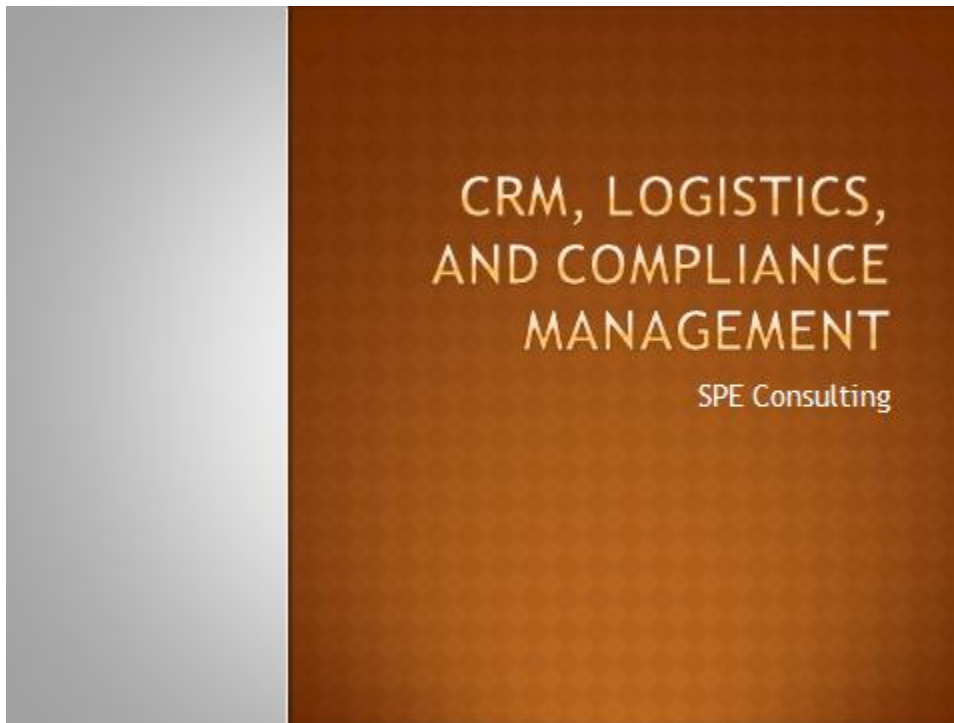 CRM, LOGISTICS,
AND COMPLIANCE
MANAGEMENT
SPE Consulting